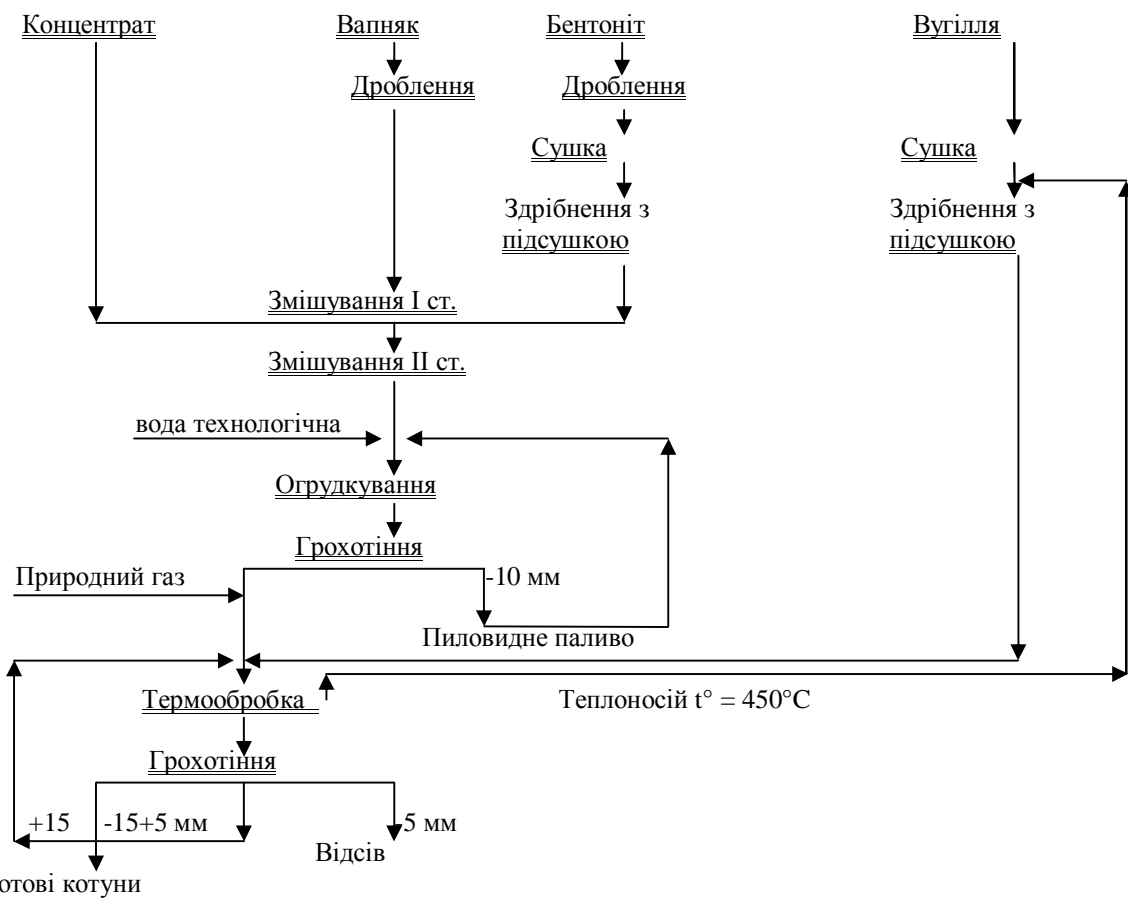 Концентрат Вапняк Бентоніт Вугілля
Дроблення Дроблення
Сушка Сушка
Здрібнення з
підсушкою
Здрібнення з
підсушкою
Змішування I ст.
Змішування II ст.
вода технологічна
Огрудкування
Грохотіння
Природний газ
-10 мм
Пиловидне паливо
Термообробка
Теплоносій t° = 450°C
Грохотіння
+15 -15+5 мм -5 мм
Відсів
отові котуни